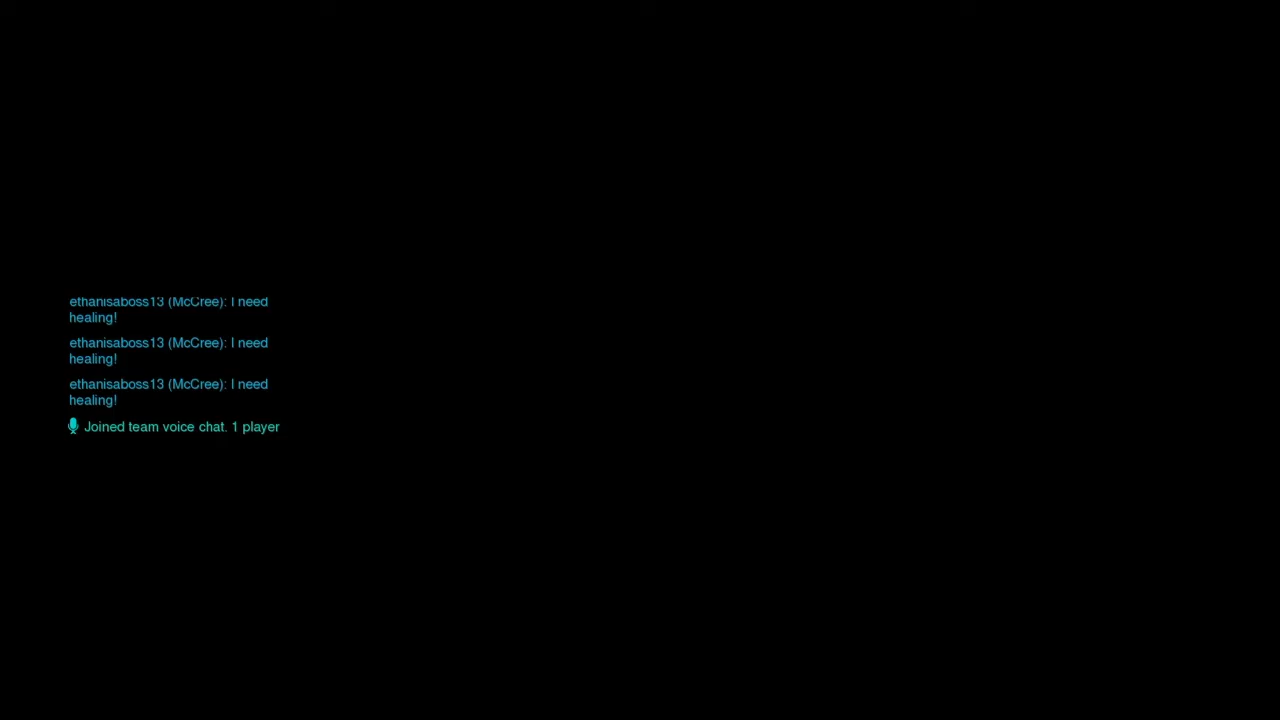 ethanisaboss13 (McCree): I need
healing!
ethanisaboss13 (McCree): I need
healing!
ethanisaboss13 (McCree): I need
healing!
Joined team voice chat. 1 player